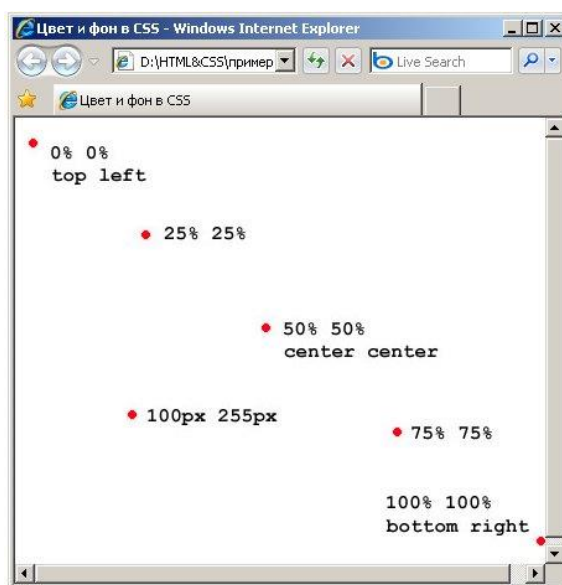 Цвет и фон в CSS - Windows Internet Explorer
D:\HTML&CSS\пример
Live Search
Цвет и фон в CSS
0% 0%
top left
25% 25%
50% 50%
center center
100px 255px
75% 75%
100% 100%
bottom right